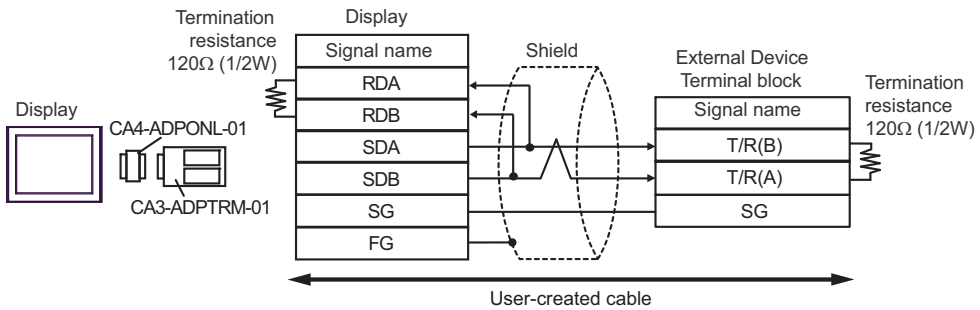 Termination
resistance
120Ω (1/2W)
Display
Signal name
RDA
RDB
SDA
SDB
SG
FG
Shield
External Device
Terminal block
Signal name
T/R(B)
T/R(A)
SG
Termination
resistance
120Ω (1/2W)
Display
CA4-ADPONL-01
CA3-ADPTRM-01
User-created cable